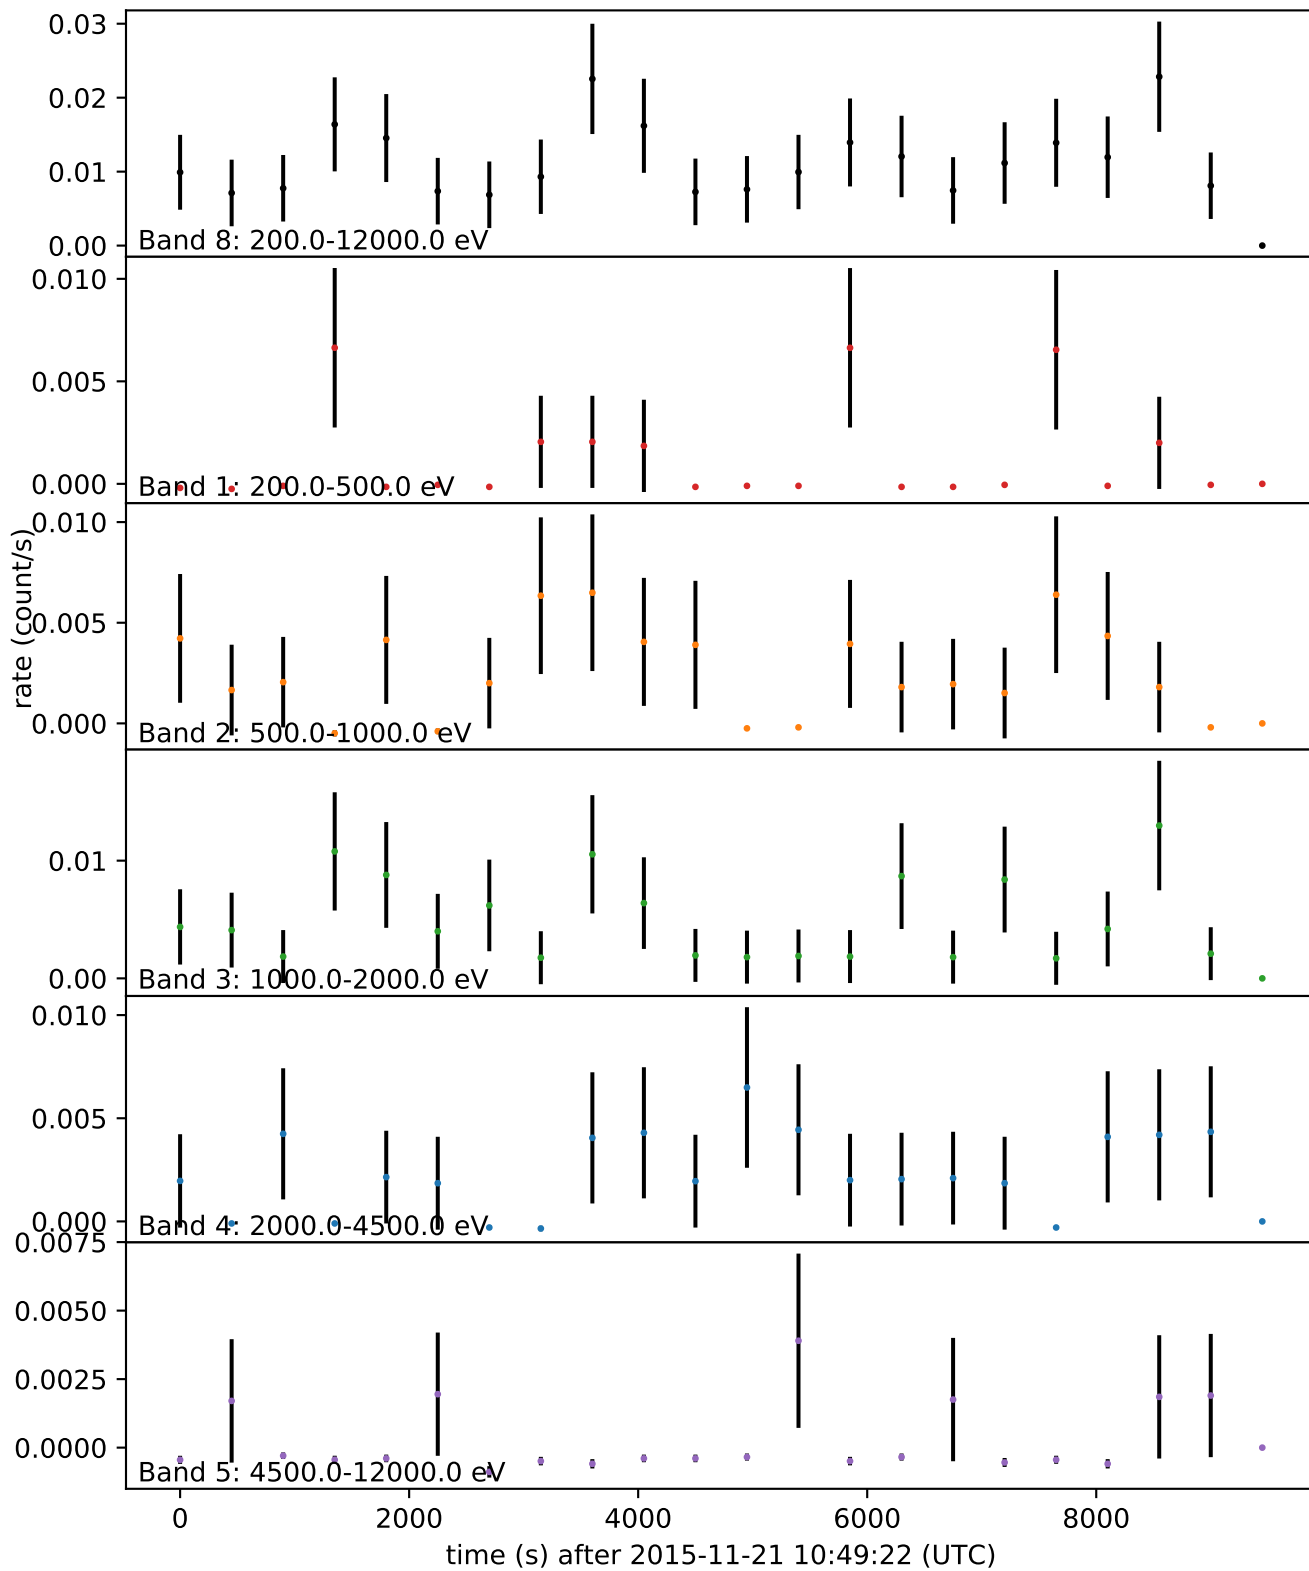 0.03
0.02
0.01
0.00
Band 8: 200.0-12000.0 eV
0.010
0.005
0.000
Band 1: 200.0-500.0 eV
0.010
0.005
0.000
Band 2: 500.0-1000.0 eV
rate (count/s)
0.01
0.00
Band 3: 1000.0-2000.0 eV
0.010
0.005
0.000
Band 4: 2000.0-4500.0 eV
0.0075
0.0050
0.0025
0.0000
Band 5: 4500.0-12000.0 eV
0 2000 4000 6000 8000
time (s) after 2015-11-21 10:49:22 (UTC)